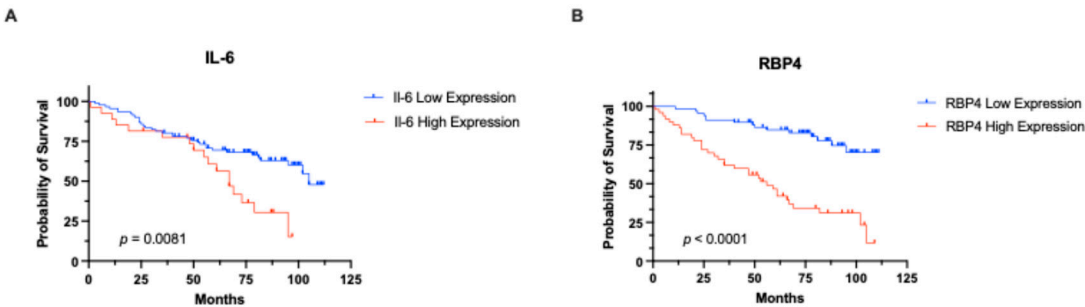 A
IL-6
Probability of Survival
100
75
50
25
0
0 25 50 75 100 125
Months
p = 0.0081
Il-6 Low Expression
Il-6 High Expression
B
RBP4
Probability of Survival
100
75
50
25
0
0 25 50 75 100 125
Months
p < 0.0001
RBP4 Low Expression
RBP4 High Expression